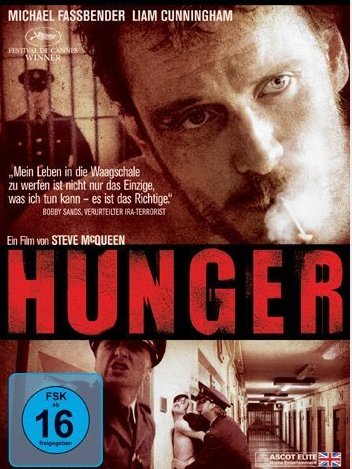 MICHAEL FASSBENDER LIAM CUNNINGHAM
FESTIVAL DE CANNES
WINNER
„Mein Leben in die Waagschale
zu werfen ist nicht nur das Einzige,
was ich tun kann – es ist das Richtige.“
BOBBY SANDS, VERURTEILTER IRA-TERRORIST
Ein Film von STEVE McQUEEN
HUNGER
FSK
ab
16
freigegeben
ASCOT ELITE
Home Entertainment